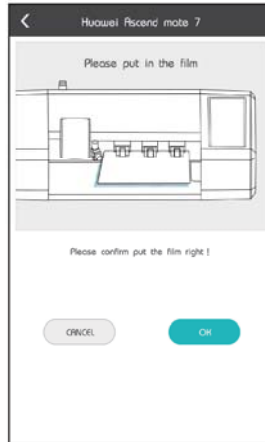 Huawei Ascend mate 7
Please put in the film
Please confirm put the film right !
CANCEL
OK